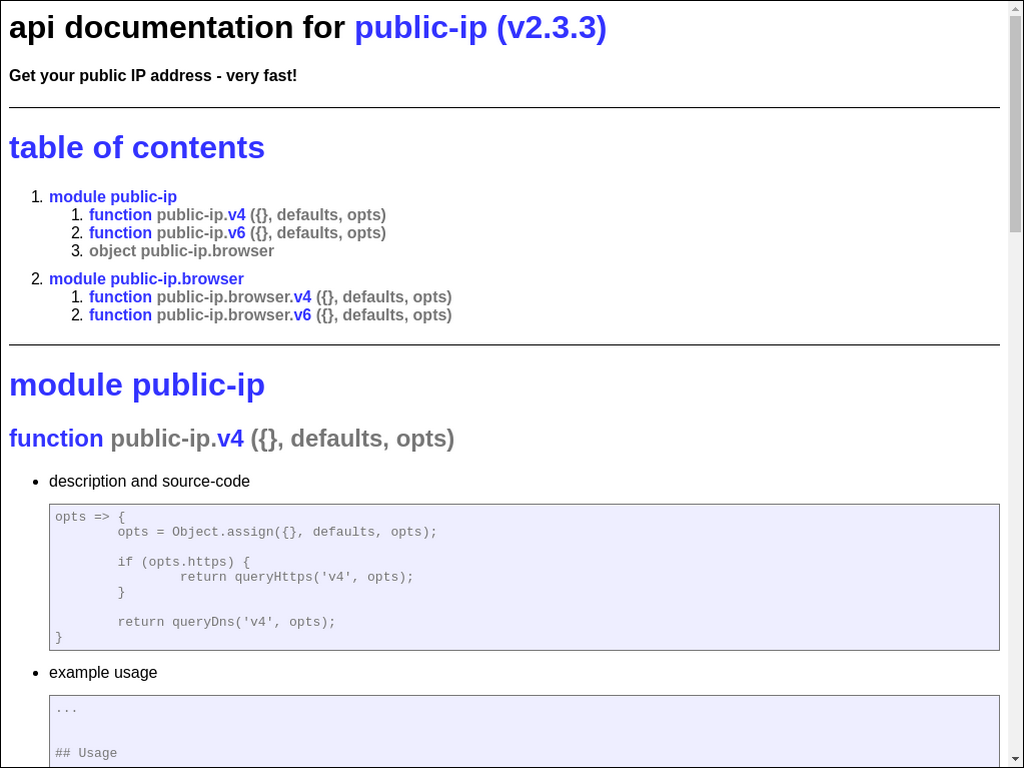 api documentation for public-ip (v2.3.3)
Get your public IP address - very fast!
table of contents
1. module public-ip
1. function public-ip.v4 ({}, defaults, opts)
2. function public-ip.v6 ({}, defaults, opts)
3. object public-ip.browser
2. module public-ip.browser
1. function public-ip.browser.v4 ({}, defaults, opts)
2. function public-ip.browser.v6 ({}, defaults, opts)
module public-ip
function public-ip.v4 ({}, defaults, opts)
• description and source-code
opts => {
        opts = Object.assign({}, defaults, opts);
        if (opts.https) {
                return queryHttps('v4', opts);
        }
        return queryDns('v4', opts);
}
• example usage
...
## Usage